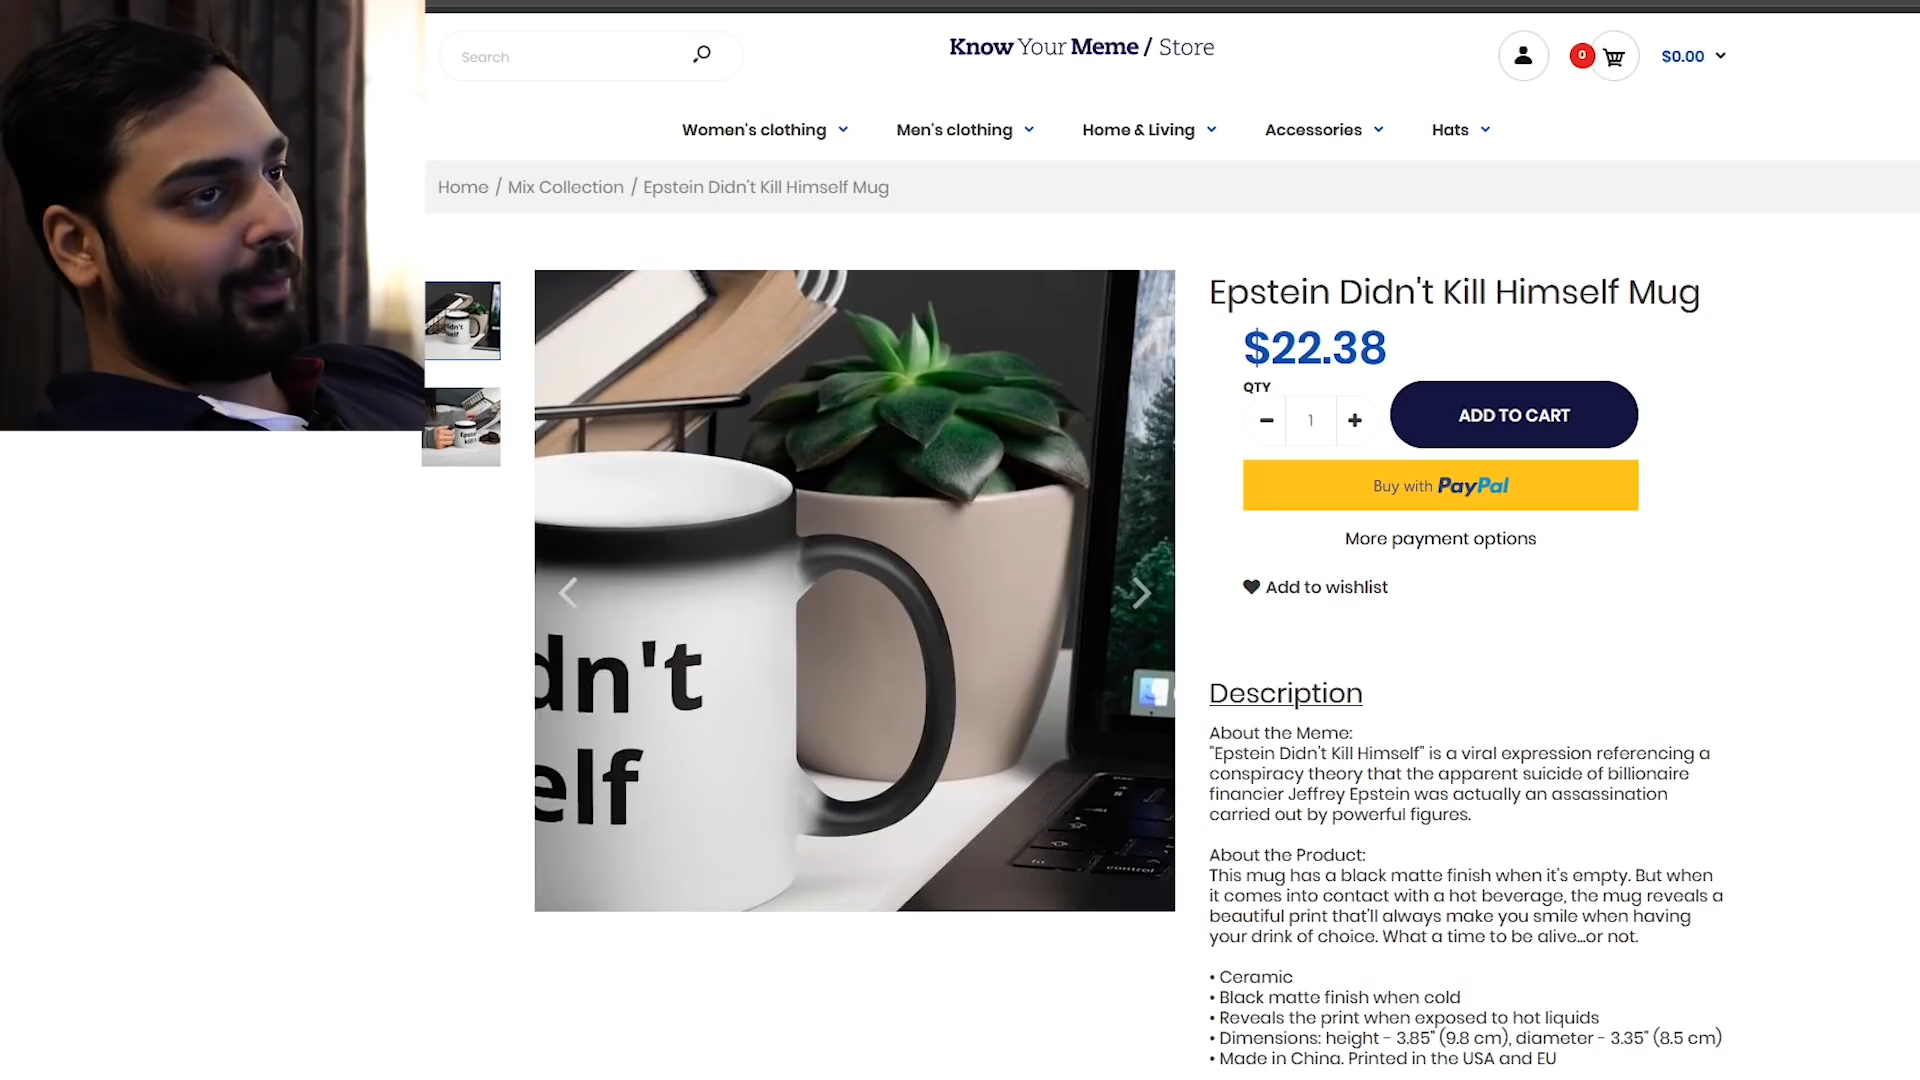 Search
Know Your Meme / Store
0
$0.00
Women's clothing
Men's clothing
Home & Living
Accessories
Hats
Home / Mix Collection / Epstein Didn't Kill Himself Mug
Epstein Didn't Kill Himself Mug
$22.38
QTY
1
ADD TO CART
Buy with PayPal
More payment options
Add to wishlist
dn't
elf
fn
control
Description
About the Meme:
"Epstein Didn't Kill Himself" is a viral expression referencing a
conspiracy theory that the apparent suicide of billionaire
financier Jeffrey Epstein was actually an assassination
carried out by powerful figures.
About the Product:
This mug has a black matte finish when it's empty. But when
it comes into contact with a hot beverage, the mug reveals a
beautiful print that'll always make you smile when having
your drink of choice. What a time to be alive...or not.
• Ceramic
• Black matte finish when cold
• Reveals the print when exposed to hot liquids
• Dimensions: height - 3.85" (9.8 cm), diameter - 3.35" (8.5 cm)
• Made in China. Printed in the USA and EU